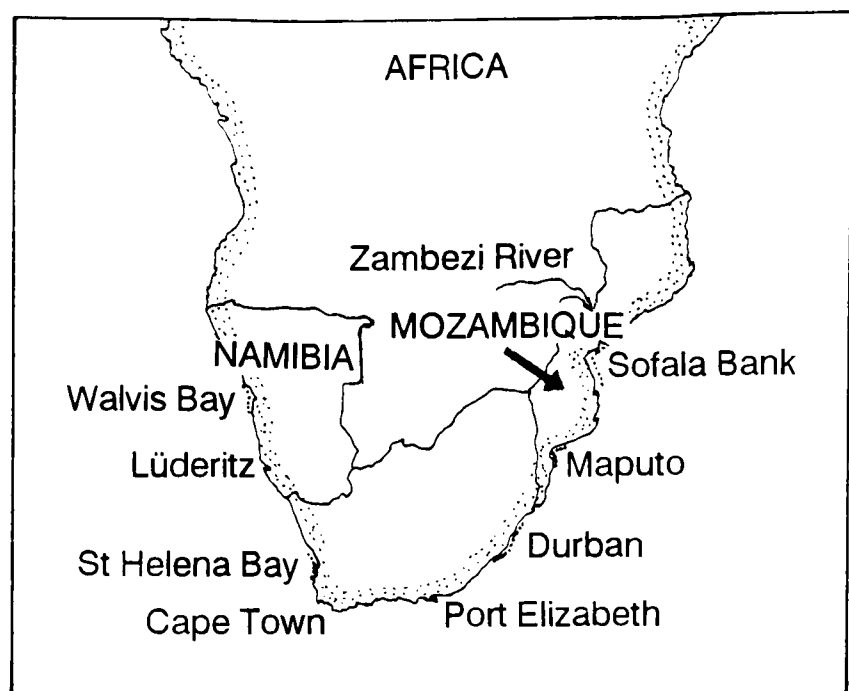 AFRICA
Zambezi River
MOZAMBIQUE
NAMIBIA
Sofala Bank
Walvis Bay
Lüderitz
Maputo
Durban
St Helena Bay
Port Elizabeth
Cape Town